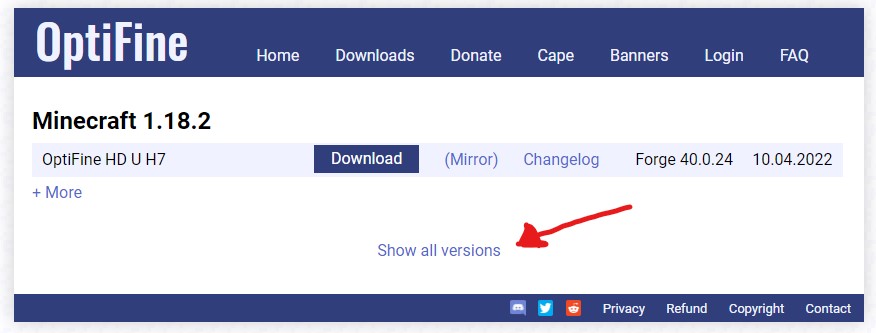 OptiFine
Home Downloads Donate Cape Banners Login FAQ
Minecraft 1.18.2
OptiFine HD U H7 Download (Mirror) Changelog Forge 40.0.24 10.04.2022
+ More
Show all versions
Privacy Refund Copyright Contact